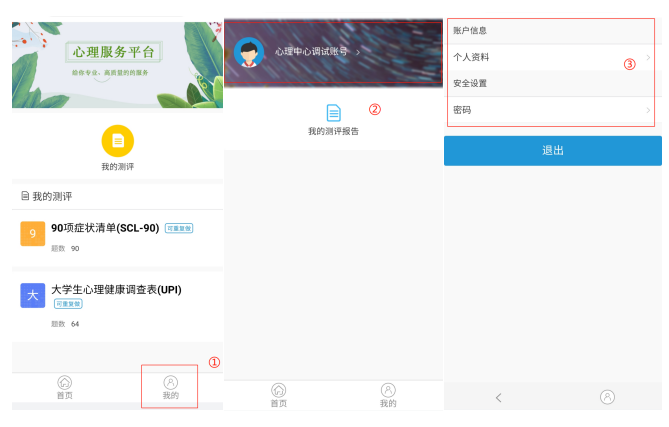 心理服务平台
给你专业、高质量的的服务
我的测评
我的测评
9
90项症状清单(SCL-90) 可重复做
题数 90
大
大学生心理健康调查表(UPI)
可重复做
题数 64
①
首页
我的
心理中心调试账号
②
我的测评报告
首页
我的
账户信息
个人资料
③
安全设置
密码
退出